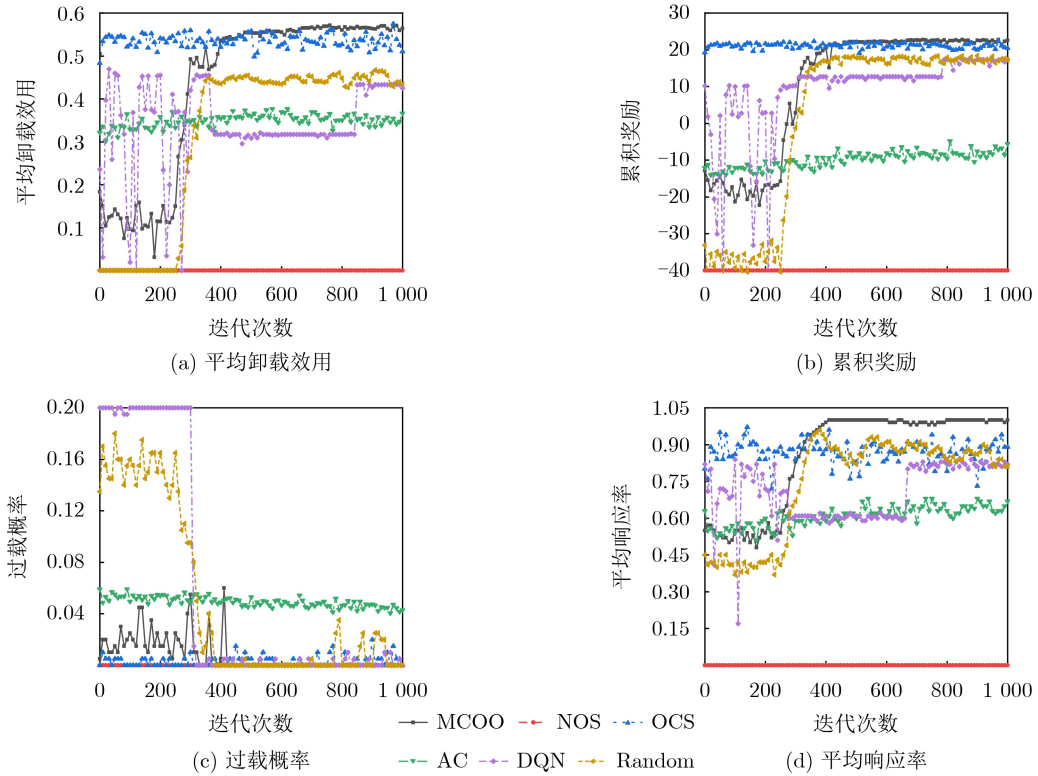 0.6
0.5
0.4
0.3
0.2
0.1
平均卸载效用
0 200 400 600 800 1 000
迭代次数
(a) 平均卸载效用
30
20
10
0
−10
−20
−30
−40
累积奖励
0 200 400 600 800 1 000
迭代次数
(b) 累积奖励
0.20
0.16
0.12
0.08
0.04
过载概率
0 200 400 600 800 1 000
迭代次数
(c) 过载概率
1.05
0.90
0.75
0.60
0.45
0.30
0.15
平均响应率
0 200 400 600 800 1 000
迭代次数
(d) 平均响应率
MCOO NOS OCS
AC DQN Random